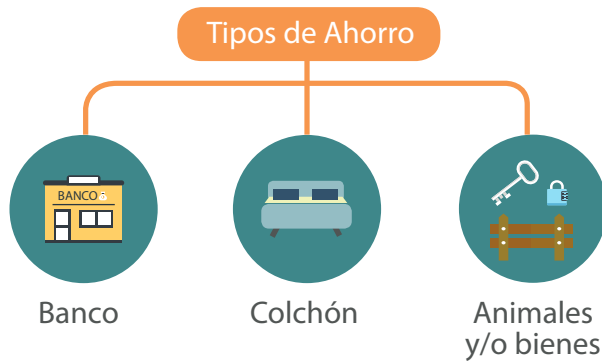 Tipos de Ahorro
BANCO
Banco
Colchón
Animales
y/o bienes